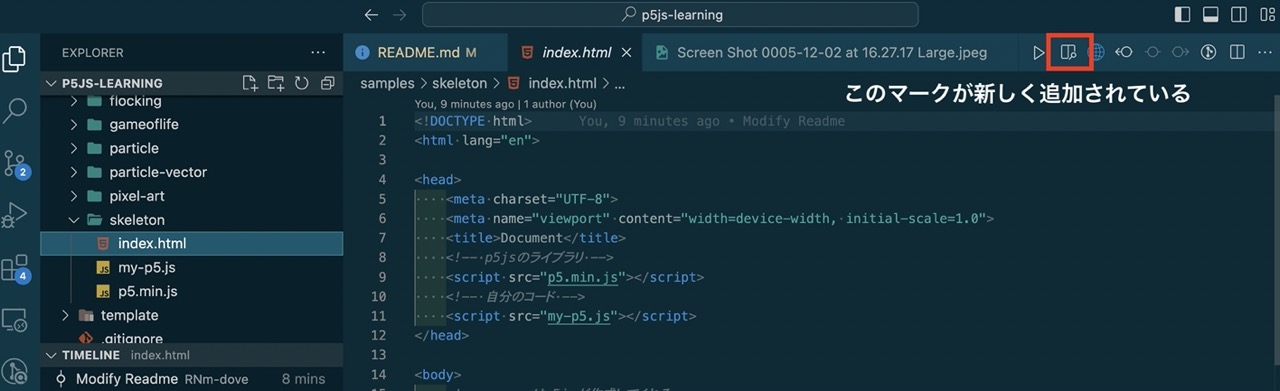 p5js-learning
EXPLORER
README.md M
index.html
Screen Shot 0005-12-02 at 16.27.17 Large.jpeg
P5JS-LEARNING
samples > skeleton > index.html > ...
このマークが新しく追加されている
flocking
gameoflife
particle
particle-vector
pixel-art
skeleton
index.html
my-p5.js
p5.min.js
template
.gitignore
2
4
TIMELINE index.html
Modify Readme RNm-dove 8 mins
You, 9 minutes ago | 1 author (You)
1 <!DOCTYPE html> You, 9 minutes ago • Modify Readme
2 <html lang="en">
3
4 <head>
5 <meta charset="UTF-8">
6 <meta name="viewport" content="width=device-width, initial-scale=1.0">
7 <title>Document</title>
8 <!-- p5jsのライブラリ -->
9 <script src="p5.min.js"></script>
10 <!-- 自分のコード -->
11 <script src="my-p5.js"></script>
12 </head>
13
14 <body>